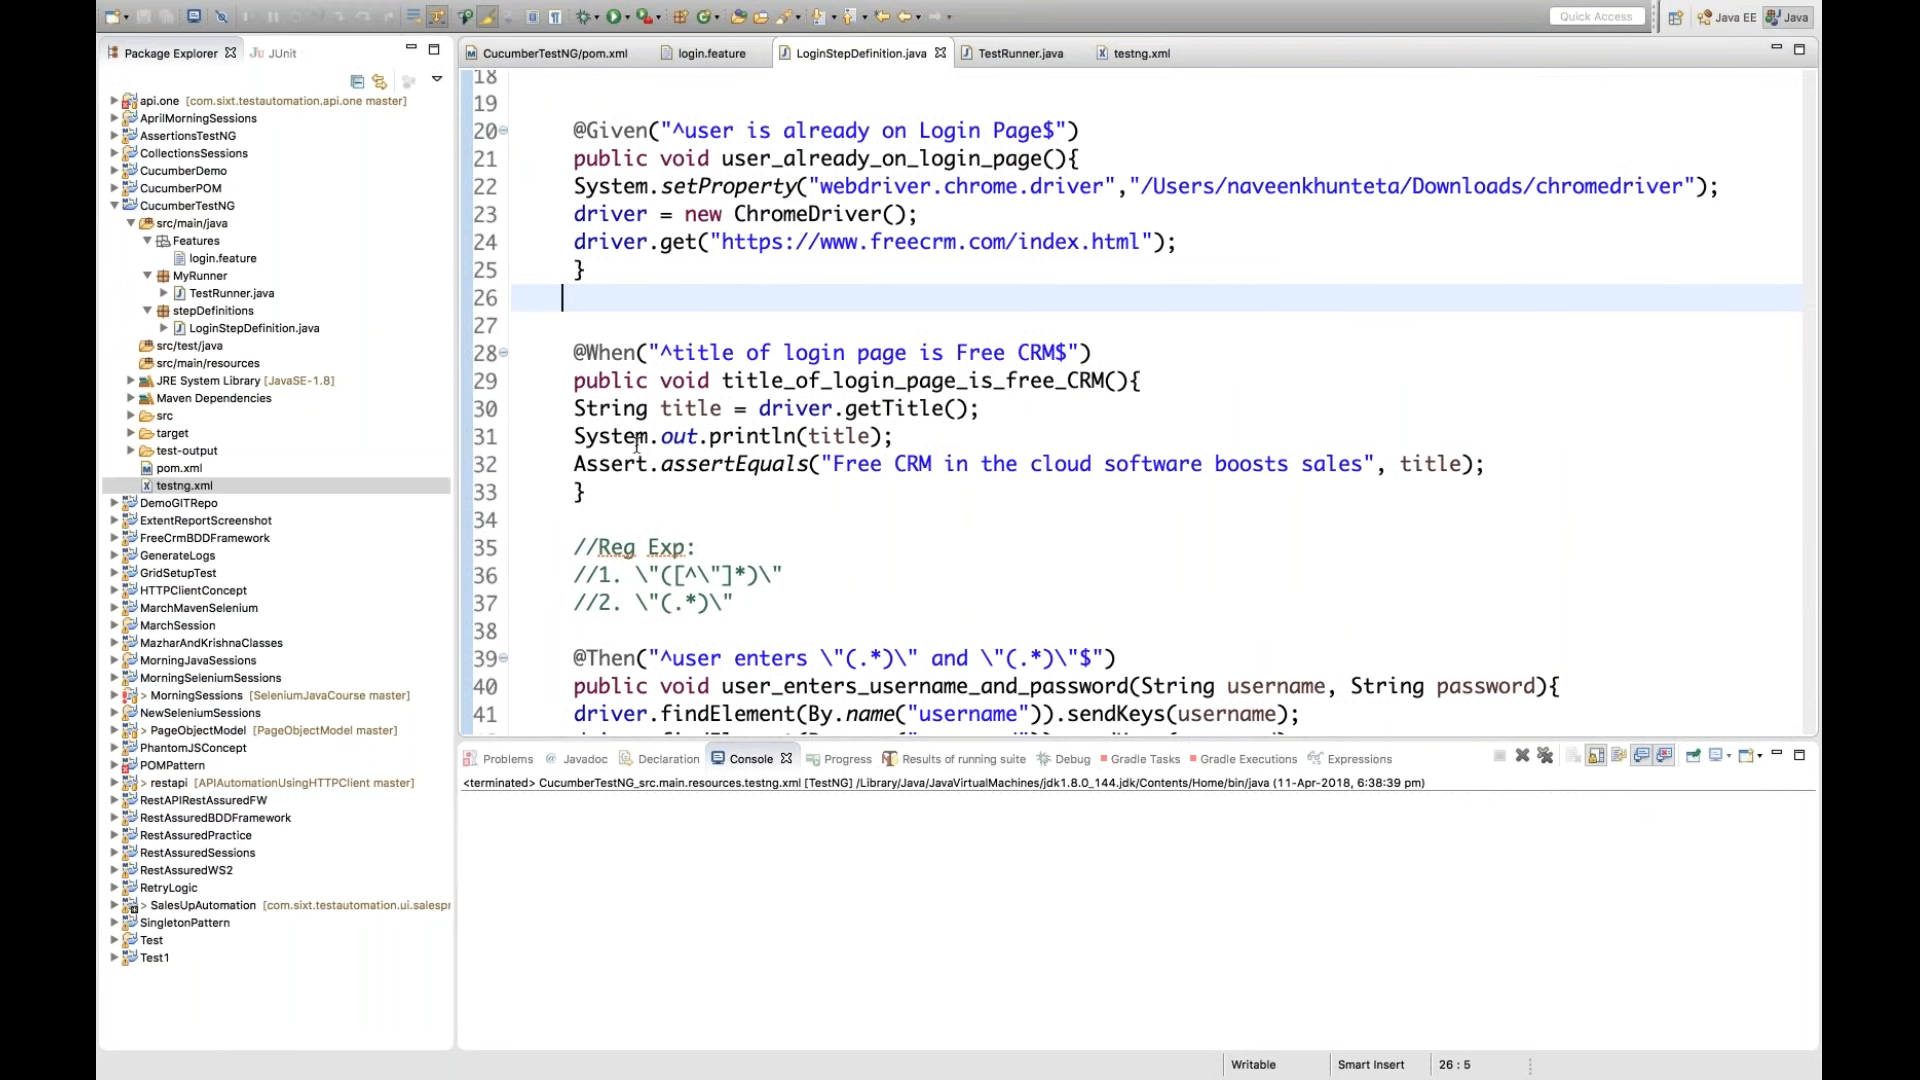 Quick Access
Java EE
Java
Package Explorer
JUnit
api.one [com.sixt.testautomation.api.one master]
AprilMorningSessions
AssertionsTestNG
CollectionsSessions
CucumberDemo
CucumberPOM
CucumberTestNG
src/main/java
Features
login.feature
MyRunner
TestRunner.java
stepDefinitions
LoginStepDefinition.java
src/test/java
src/main/resources
JRE System Library [JavaSE-1.8]
Maven Dependencies
src
target
test-output
pom.xml
testng.xml
DemoGITRepo
ExtentReportScreenshot
FreeCrmBDDFramework
GenerateLogs
GridSetupTest
HTTPClientConcept
MarchMavenSelenium
MarchSession
MazharAndKrishnaClasses
MorningJavaSessions
MorningSeleniumSessions
> MorningSessions [SeleniumJavaCourse master]
NewSeleniumSessions
> PageObjectModel [PageObjectModel master]
PhantomJSConcept
POMPattern
> restapi [APIAutomationUsingHTTPClient master]
RestAPIRestAssuredFW
RestAssuredBDDFramework
RestAssuredPractice
RestAssuredSessions
RestAssuredWS2
RetryLogic
> SalesUpAutomation [com.sixt.testautomation.ui.salespr
SingletonPattern
Test
Test1
CucumberTestNG/pom.xml
login.feature
LoginStepDefinition.java
TestRunner.java
testng.xml
18
19
20 @Given("^user is already on Login Page$")
21 public void user_already_on_login_page(){
22 System.setProperty("webdriver.chrome.driver","/Users/naveenkhunteta/Downloads/chromedriver");
23 driver = new ChromeDriver();
24 driver.get("https://www.freecrm.com/index.html");
25 }
26
27
28 @When("^title of login page is Free CRM$")
29 public void title_of_login_page_is_free_CRM(){
30 String title = driver.getTitle();
31 System.out.println(title);
32 Assert.assertEquals("Free CRM in the cloud software boosts sales", title);
33 }
34
35 //Reg Exp:
36 //1. \"([^\"]*)\"
37 //2. \"(.*)\"
38
39 @Then("^user enters \"(.*)\" and \"(.*)\"$")
40 public void user_enters_username_and_password(String username, String password){
41 driver.findElement(By.name("username")).sendKeys(username);
Problems
Javadoc
Declaration
Console
Progress
Results of running suite
Debug
Gradle Tasks
Gradle Executions
Expressions
<terminated> CucumberTestNG_src.main.resources.testng.xml [TestNG] /Library/Java/JavaVirtualMachines/jdk1.8.0_144.jdk/Contents/Home/bin/java (11-Apr-2018, 6:38:39 pm)
Writable
Smart Insert
26 : 5